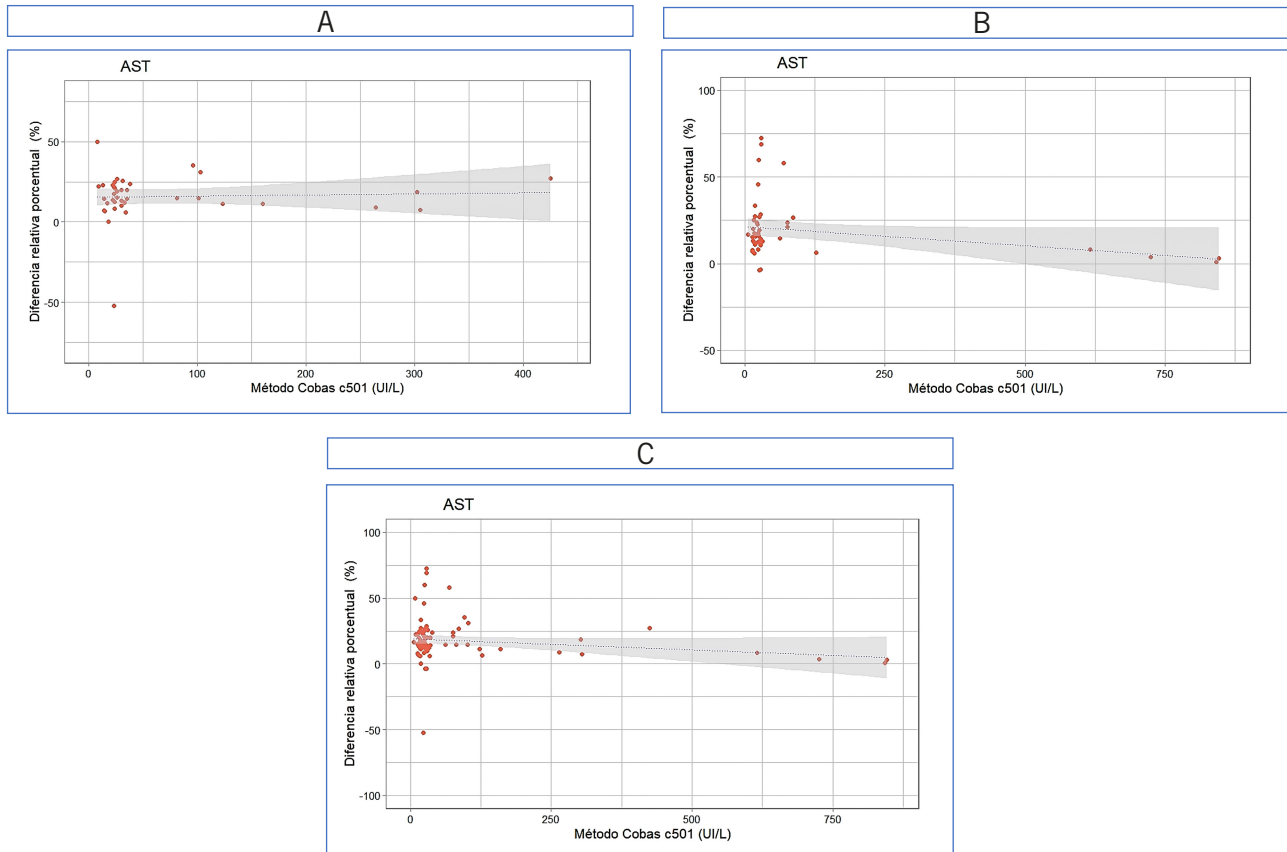 A
AST
Diferencia relativa porcentual (%)
50
0
-50
0
100
200
300
400
Método Cobas c501 (UI/L)
B
AST
Diferencia relativa porcentual (%)
100
50
0
-50
0
250
500
750
Método Cobas c501 (UI/L)
C
AST
Diferencia relativa porcentual (%)
100
50
0
-50
-100
0
250
500
750
Método Cobas c501 (UI/L)